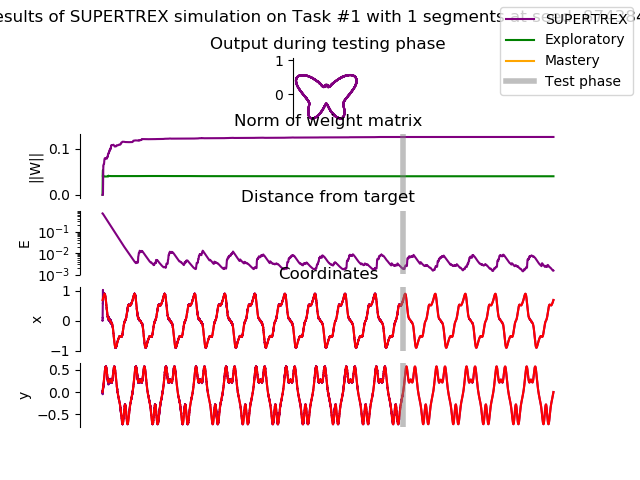 esults of SUPERTREX simulation on Task #1 with 1 segments at seed
SUPERTREX
Exploratory
Mastery
Test phase
Output during testing phase
1
0
Norm of weight matrix
||W||
0.1
0.0
Distance from target
E
10⁻¹
10⁻²
10⁻³
Coordinates
x
1
0
−1
y
0.5
0.0
−0.5